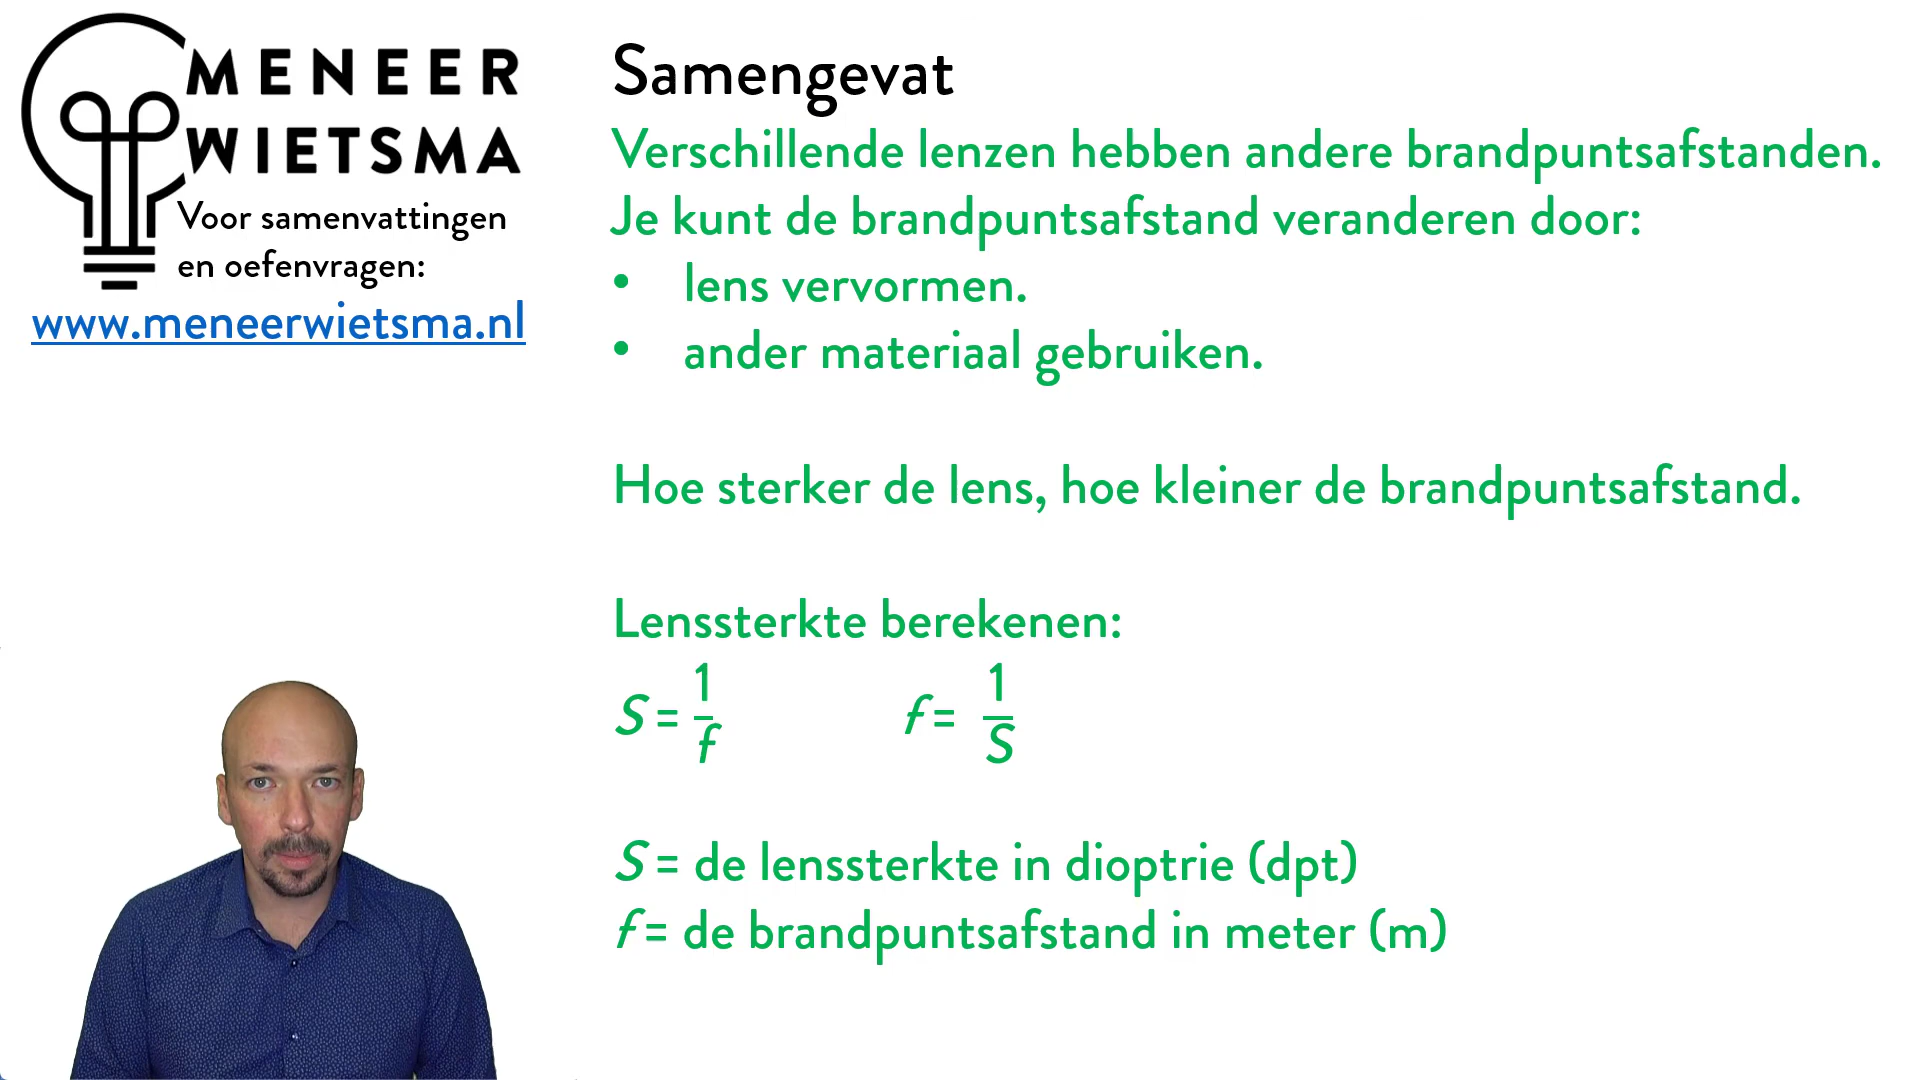 MENEER
WIETSMA
Voor samenvattingen
en oefenvragen:
www.meneerwietsma.nl
Samengevat
Verschillende lenzen hebben andere brandpuntsafstanden.
Je kunt de brandpuntsafstand veranderen door:
• lens vervormen.
• ander materiaal gebruiken.
Hoe sterker de lens, hoe kleiner de brandpuntsafstand.
Lenssterkte berekenen:
S = 1/f f = 1/S
S = de lenssterkte in dioptrie (dpt)
f = de brandpuntsafstand in meter (m)